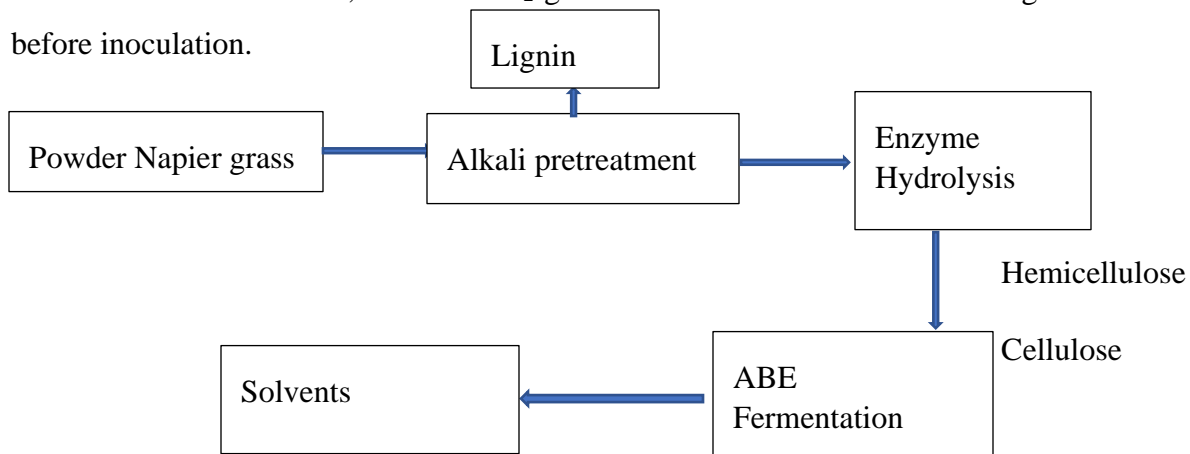 before inoculation.
Lignin
Powder Napier grass
Alkali pretreatment
Enzyme
Hydrolysis
Hemicellulose
Cellulose
ABE
Fermentation
Solvents